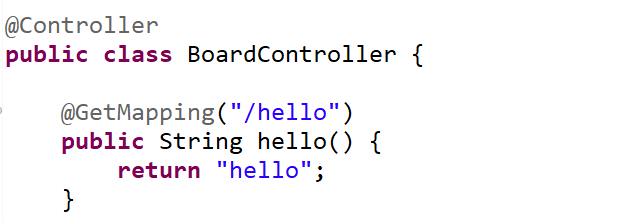 @Controller
public class BoardController {
@GetMapping("/hello")
public String hello() {
return "hello";
}